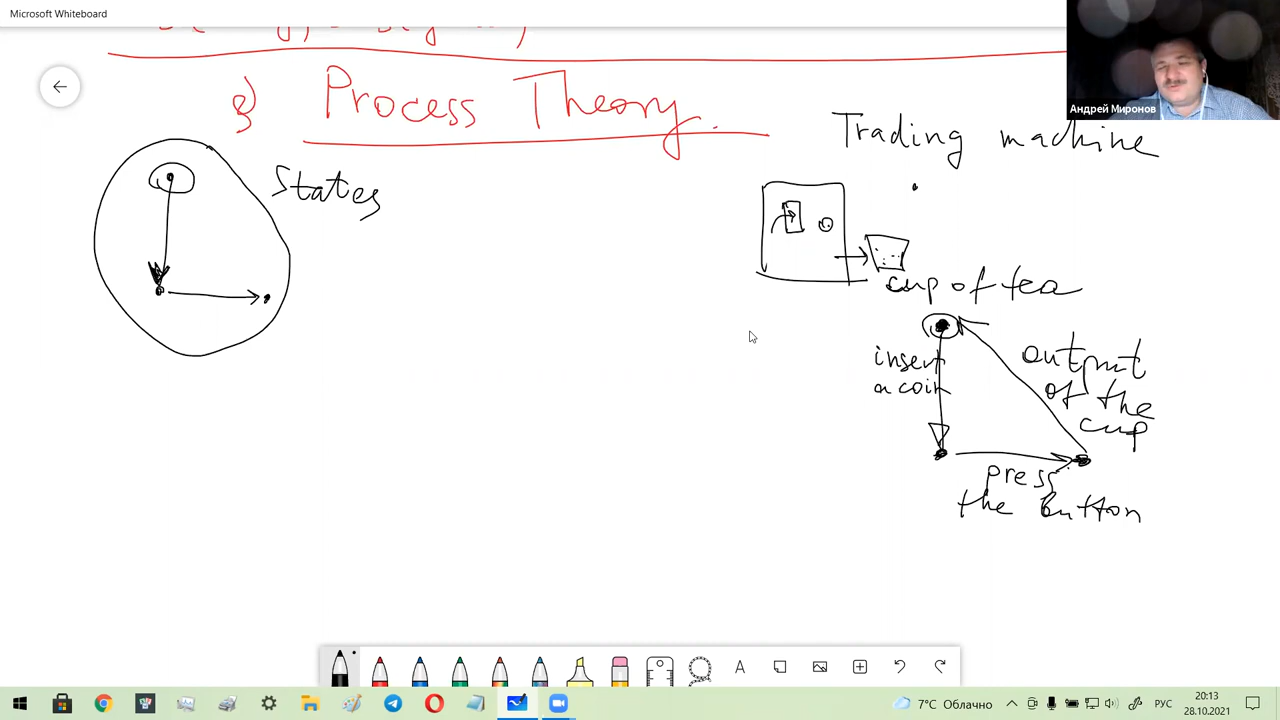 Microsoft Whiteboard
Андрей Миронов
3) Process Theory.
Trading machine
States
cup of tea
insert
a coin
output
of the
cup
press
the button
A
7°C Облачно
РУС
20:13
28.10.2021